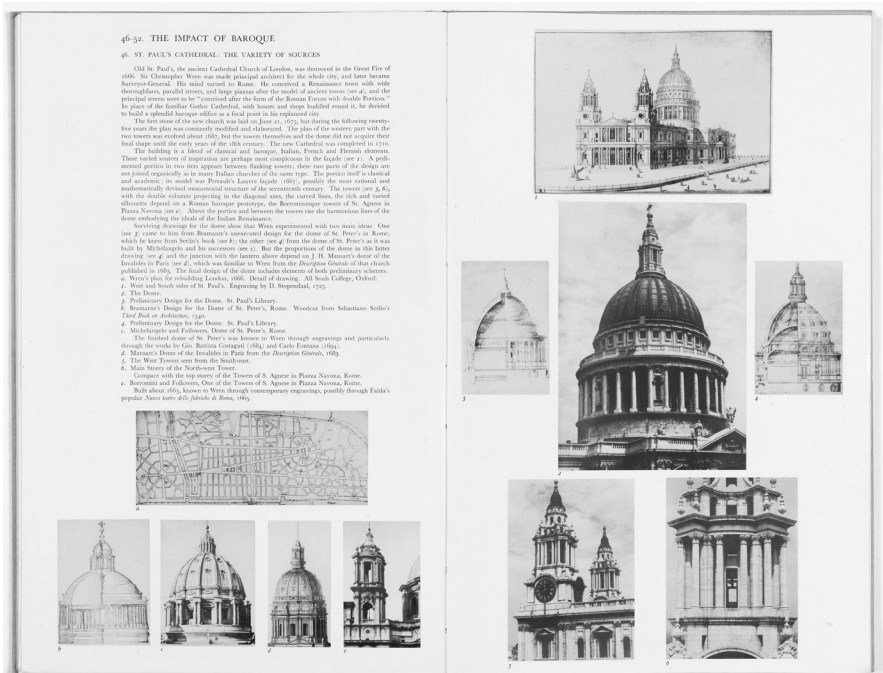 46-52. THE IMPACT OF BAROQUE
46. ST. PAUL'S CATHEDRAL: THE VARIETY OF SOURCES
Old St. Paul's, the ancient Cathedral Church of London, was destroyed in the Great Fire of
1666. Sir Christopher Wren was made principal architect for the whole city, and later became
Surveyor-General. His mind turned to Rome. He conceived a Renaissance town with wide
thoroughfares, parallel streets, and large piazzas after the model of ancient towns (see a), and the
principal streets were to be "contrived after the form of the Roman Forum with double Porticos."
In place of the familiar Gothic Cathedral, with houses and shops huddled round it, he decided
to build a splendid baroque edifice as a focal point in his replanned city.
The first stone of the new church was laid on June 21, 1675, but during the following twenty-
five years the plan was constantly modified and elaborated. The plan of the western part with the
two towers was evolved about 1687, but the towers themselves and the dome did not acquire their
final shape until the early years of the 18th century. The new Cathedral was completed in 1710.
The building is a blend of classical and baroque, Italian, French and Flemish elements.
These varied sources of inspiration are perhaps most conspicuous in the façade (see 1). A pedi-
mented portico in two tiers appears between flanking towers; these two parts of the design are
not joined organically as in many Italian churches of the same type. The portico itself is classical
and academic; its model was Perrault's Louvre façade (1667), possibly the most rational and
mathematically devised monumental structure of the seventeenth century. The towers (see 5, 6),
with the double columns projecting in the diagonal axes, the curved lines, the rich and varied
silhouette depend on a Roman baroque prototype, the Borrominesque towers of St. Agnese in
Piazza Navona (see e). Above the portico and between the towers rise the harmonious lines of the
dome embodying the ideals of the Italian Renaissance.
Surviving drawings for the dome show that Wren experimented with two main ideas. One
(see 3) came to him from Bramante's unexecuted design for the dome of St. Peter's in Rome,
which he knew from Serlio's book (see b); the other (see 4) from the dome of St. Peter's as it was
built by Michelangelo and his successors (see c). But the proportions of the dome in this latter
drawing (see 4) and the junction with the lantern above depend on J. H. Mansart's dome of the
Invalides in Paris (see d), which was familiar to Wren from the Description Générale of that church
published in 1683. The final design of the dome includes elements of both preliminary schemes.
a. Wren's plan for rebuilding London, 1666. Detail of drawing. All Souls College, Oxford.
1. West and South sides of St. Paul's. Engraving by D. Stopendaal, 1725.
2. The Dome.
3. Preliminary Design for the Dome. St. Paul's Library.
b. Bramante's Design for the Dome of St. Peter's, Rome. Woodcut from Sebastiano Serlio's
Third Book on Architecture, 1540.
4. Preliminary Design for the Dome. St. Paul's Library.
c. Michelangelo and Followers, Dome of St. Peter's, Rome.
The finished dome of St. Peter's was known to Wren through engravings and particularly
through the works by Gio. Battista Costaguti (1684) and Carlo Fontana (1694).
d. Mansart's Dome of the Invalides in Paris from the Description Générale, 1683.
5. The West Towers seen from the South-east.
6. Main Storey of the North-west Tower.
Compare with the top storey of the Towers of S. Agnese in Piazza Navona, Rome.
e. Borromini and Followers, One of the Towers of S. Agnese in Piazza Navona, Rome.
Built about 1665, known to Wren through contemporary engravings, possibly through Falda's
popular Nuovo teatro delle fabriche di Roma, 1665.
a
b
c
d
e
1
3
2
4
5
6